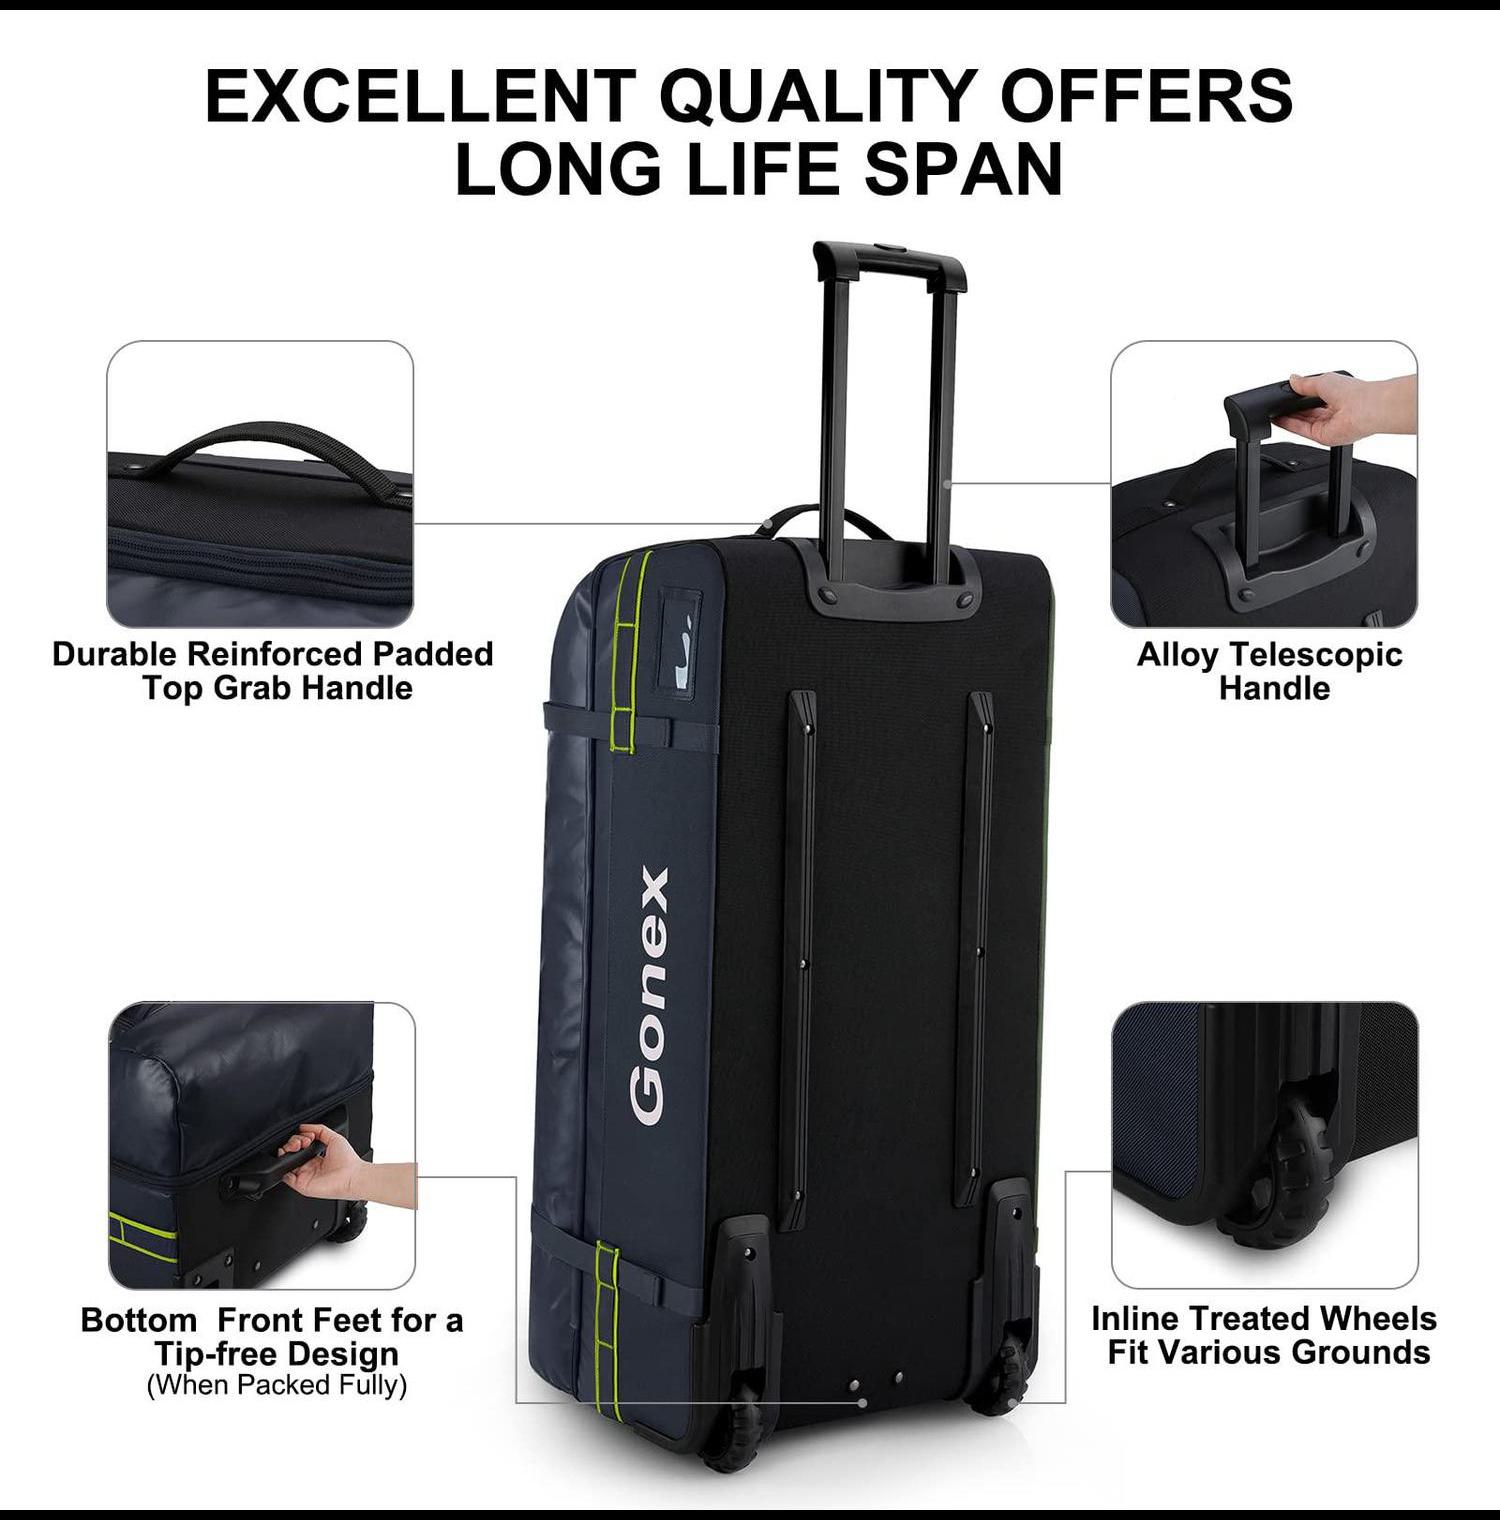 EXCELLENT QUALITY OFFERS
LONG LIFE SPAN
Durable Reinforced Padded
Top Grab Handle
Alloy Telescopic
Handle
Gonex
Bottom  Front Feet for a
Tip-free Design
(When Packed Fully)
Inline Treated Wheels
Fit Various Grounds